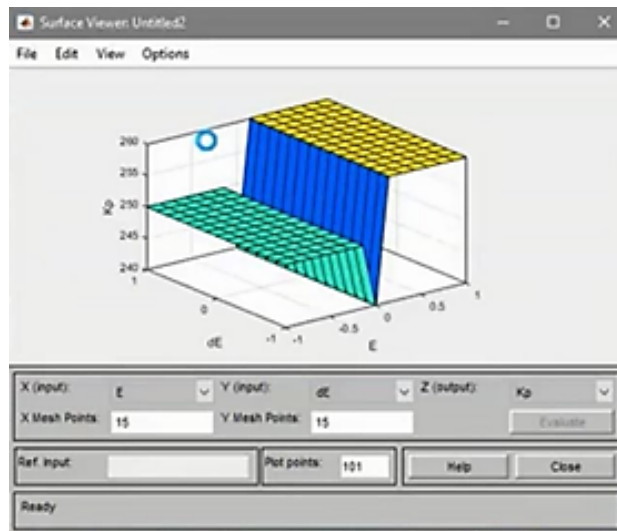 Surface Viewer: Untitled2
File Edit View Options
260
255
250
245
240
Kp
1
0
-1
dE
-1
-0.5
0
0.5
1
E
X (input): E Y (input): dE Z (output): Kp
X Mesh Points: 15 Y Mesh Points: 15 Evaluate
Ref. Input: Plot points: 101 Help Close
Ready